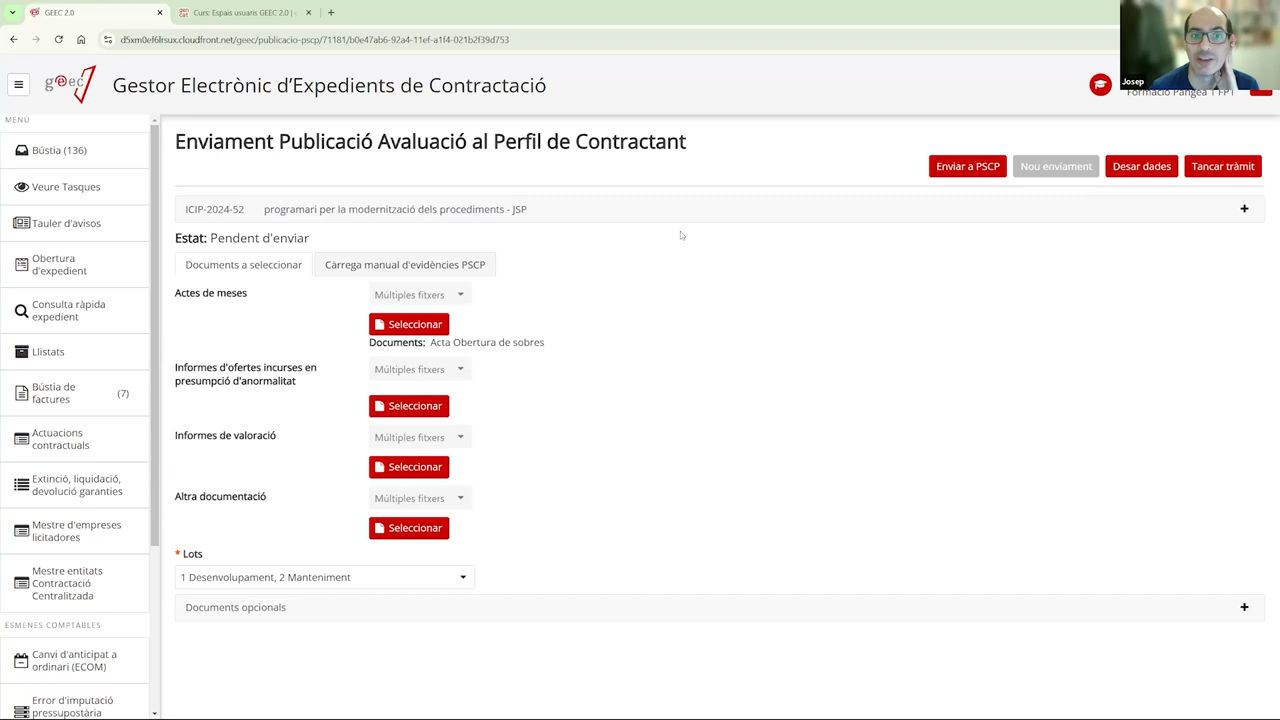 GEEC 2.0
Curs: Espais usuaris GEEC 2.0 |
d5xm0ef6lrsux.cloudfront.net/geec/publicacio-pscp/71181/b0e47ab6-92a4-11ef-a1f4-021b2f39d753
geec
Gestor Electrònic d'Expedients de Contractació
Josep
Formació Pangea 1 FPT
MENÚ
Bústia (136)
Veure Tasques
Tauler d'avisos
Obertura
d'expedient
Consulta ràpida
expedient
Llistats
Bústia de
factures (7)
Actuacions
contractuals
Extinció, liquidació,
devolució garanties
Mestre d'empreses
licitadores
Mestre entitats
Contractació
Centralitzada
ESMENES COMPTABLES
Canvi d'anticipat a
ordinari (ECOM)
Error d'imputació
pressupostària
Enviament Publicació Avaluació al Perfil de Contractant
Enviar a PSCP Nou enviament Desar dades Tancar tràmit
ICIP-2024-52 programari per la modernització dels procediments - JSP
Estat: Pendent d'enviar
Documents a seleccionar Càrrega manual d'evidències PSCP
Actes de meses Múltiples fitxers
Seleccionar
Documents: Acta Obertura de sobres
Informes d'ofertes incurses en
presumpció d'anormalitat Múltiples fitxers
Seleccionar
Informes de valoració Múltiples fitxers
Seleccionar
Altra documentació Múltiples fitxers
Seleccionar
* Lots
1 Desenvolupament, 2 Manteniment
Documents opcionals